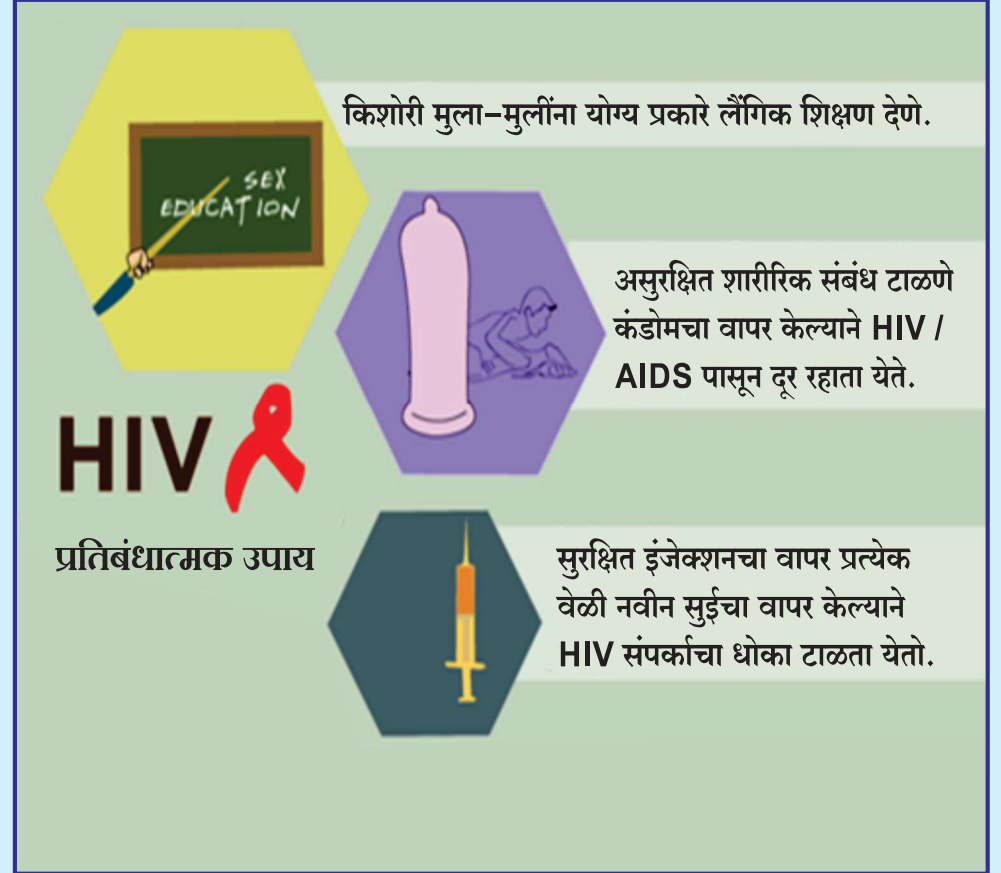 किशोरी मुला-मुलींना योग्य प्रकारे लैंगिक शिक्षण देणे.
SEX
EDUCATION
असुरक्षित शारीरिक संबंध टाळणे
कंडोमचा वापर केल्याने HIV /
AIDS पासून दूर रहाता येते.
HIV
प्रतिबंधात्मक उपाय
सुरक्षित इंजेक्शनचा वापर प्रत्येक
वेळी नवीन सुईचा वापर केल्याने
HIV संपर्काचा धोका टाळता येतो.